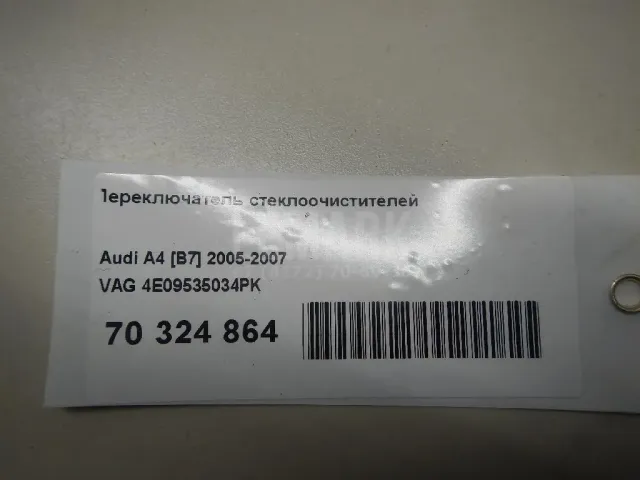 Переключатель стеклоочистителей
Audi A4 [B7] 2005-2007
VAG 4E09535034PK
70 324 864